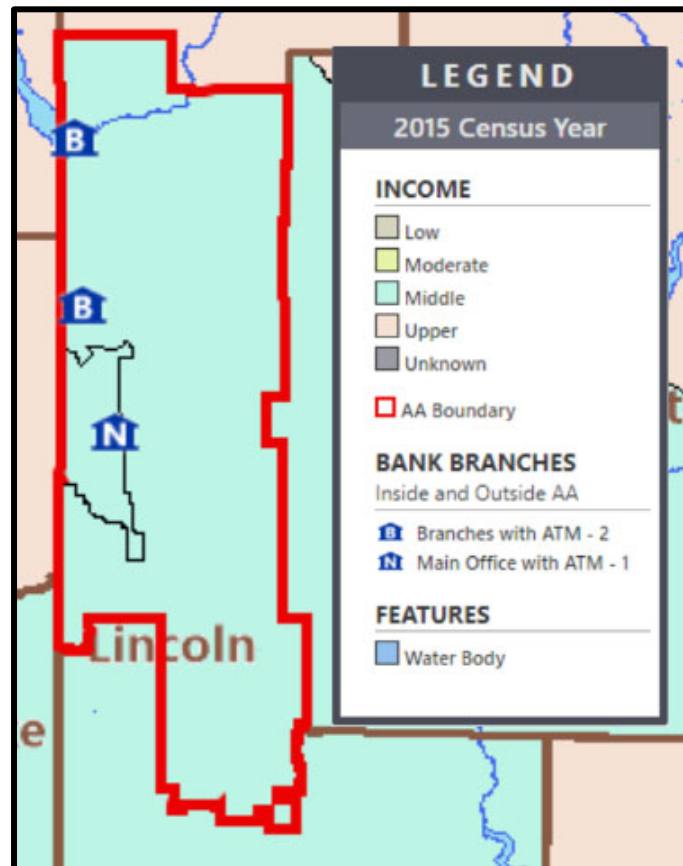 LEGEND
2015 Census Year
INCOME
Low
Moderate
Middle
Upper
Unknown
AA Boundary
BANK BRANCHES
Inside and Outside AA
B Branches with ATM - 2
N Main Office with ATM - 1
FEATURES
Water Body
B
B
N
Lincoln
e
t